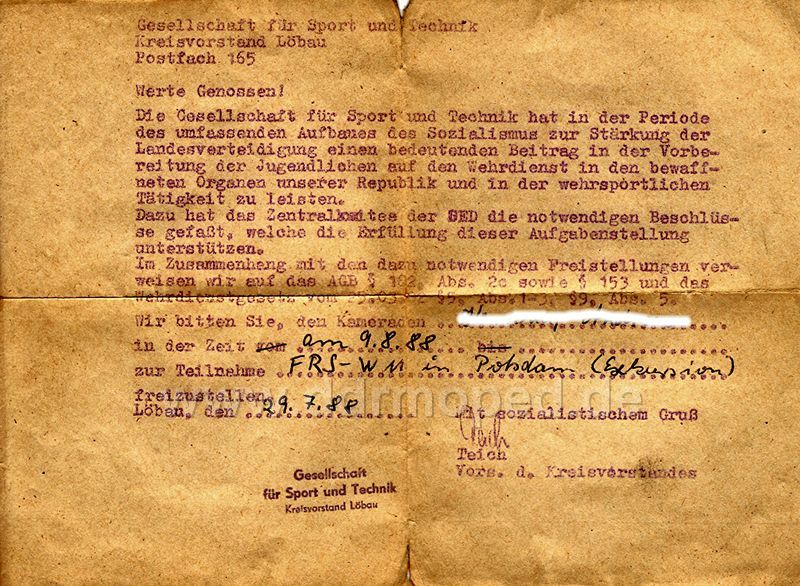 Gesellschaft für Sport und Technik
Kreisvorstand Löbau
Postfach 165
Werte Genossen!
Die Gesellschaft für Sport und Technik hat in der Periode
des umfassenden Aufbaues des Sozialismus zur Stärkung der
Landesverteidigung einen bedeutenden Beitrag in der Vorbe-
reitung der Jugendlichen auf den Wehrdienst in den bewaff-
neten Organen unserer Republik und in der wehrsportlichen
Tätigkeit zu leisten.
Dazu hat das Zentralkomitee der SED die notwendigen Beschlüs-
se gefaßt, welche die Erfüllung dieser Aufgabenstellung
unterstützen.
Im Zusammenhang mit den dazu notwendigen Freistellungen ver-
weisen wir auf das AGB § 182, Abs. 2c sowie § 153 und das
Wehrdienstgesetz vom §5, Abs. 1-3, §9, Abs. 5.
Wir bitten Sie, den Kameraden
in der Zeit vom am 9.8.88 bis
zur Teilnahme FRS-W 11 in Potsdam (Exkursion)
freizustellen.
www.ddrmoped.de
Löbau, den 29.7.88
Mit sozialistischem Gruß
Teich
Teich
Vors. d. Kreisvorstandes
Gesellschaft
für Sport und Technik
Kreisvorstand Löbau